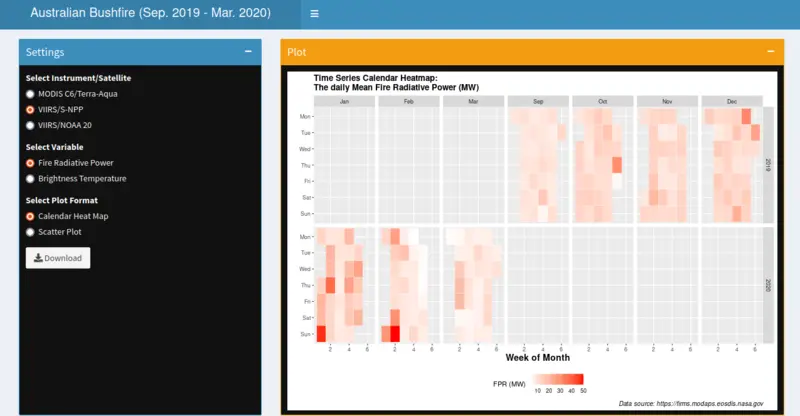 Australian Bushfire (Sep. 2019 - Mar. 2020)
Settings
Select Instrument/Satellite
MODIS C6/Terra-Aqua
VIIRS/S-NPP
VIIRS/NOAA 20
Select Variable
Fire Radiative Power
Brightness Temperature
Select Plot Format
Calendar Heat Map
Scatter Plot
Download
Plot
Time Series Calendar Heatmap:
The daily Mean Fire Radiative Power (MW)
Jan Feb Mar Sep Oct Nov Dec
Mon
Tue
Wed
Thu
Fri
Sat
Sun
2019
Mon
Tue
Wed
Thu
Fri
Sat
Sun
2020
2 4 6 2 4 6 2 4 6 2 4 6 2 4 6 2 4 6 2 4 6
Week of Month
FPR (MW)
10 20 30 40 50
Data source: https://firms.modaps.eosdis.nasa.gov